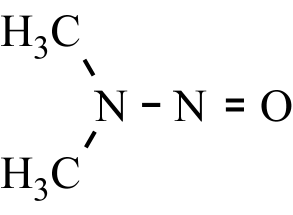 H₃C
N – N = O
H₃C